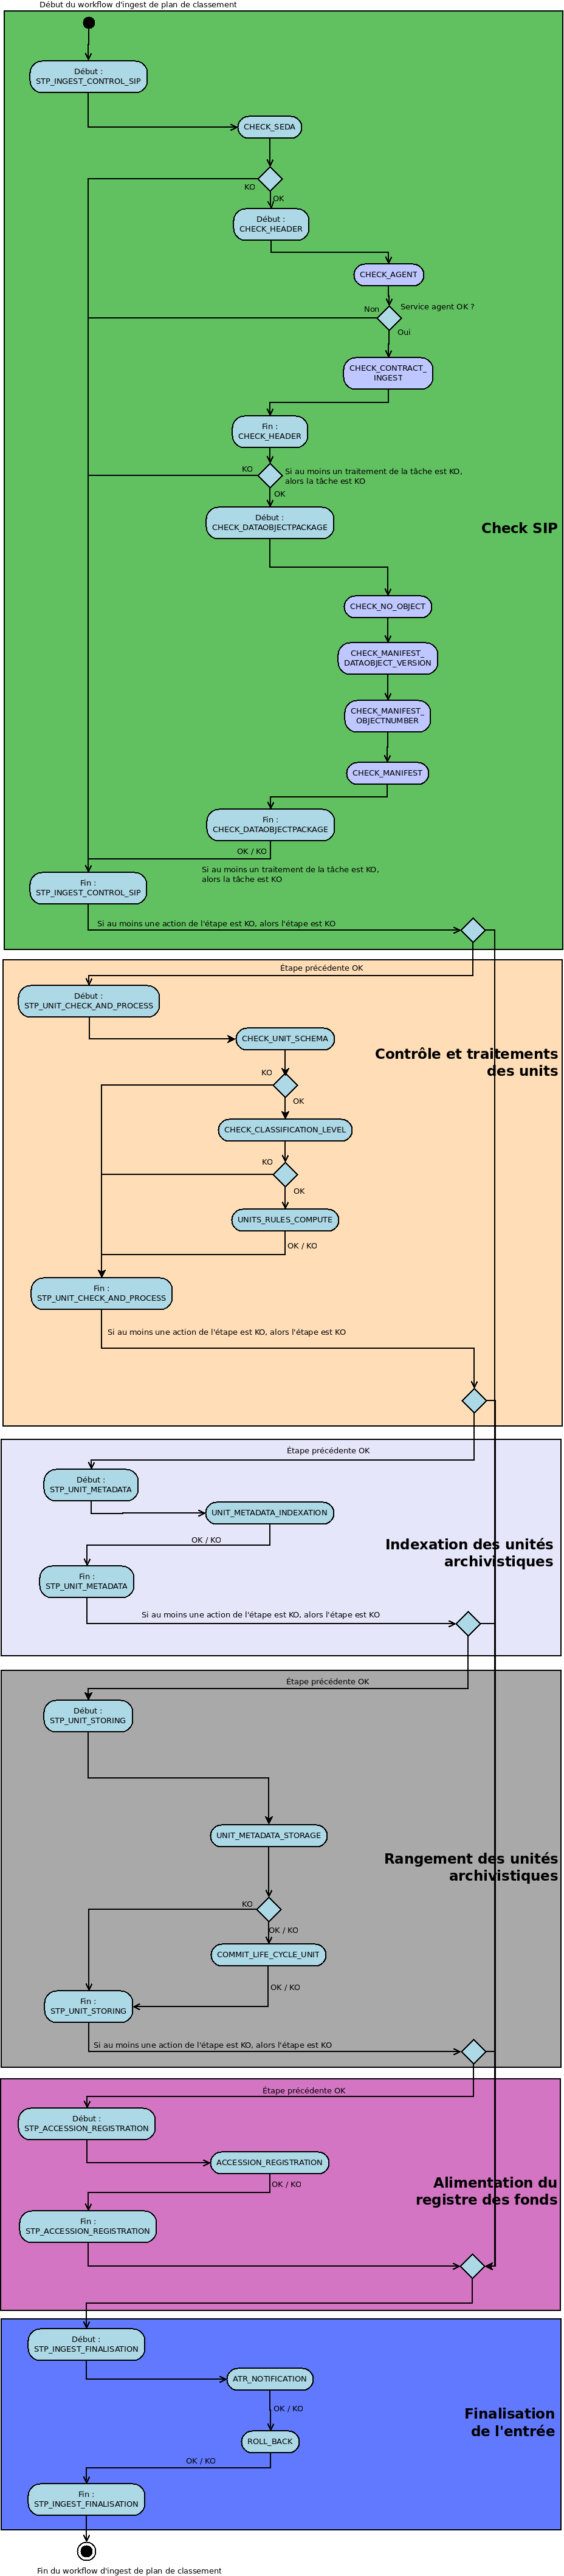 Début du workflow d'ingest de plan de classement
Début :
STP_INGEST_CONTROL_SIP
CHECK_SEDA
KO
OK
Début :
CHECK_HEADER
CHECK_AGENT
Non
Service agent OK ?
Oui
CHECK_CONTRACT_
INGEST
Fin :
CHECK_HEADER
KO
Si au moins un traitement de la tâche est KO,
alors la tâche est KO
OK
Début :
CHECK_DATAOBJECTPACKAGE
Check SIP
CHECK_NO_OBJECT
CHECK_MANIFEST_
DATAOBJECT_VERSION
CHECK_MANIFEST_
OBJECTNUMBER
CHECK_MANIFEST
Fin :
CHECK_DATAOBJECTPACKAGE
OK / KO
Si au moins un traitement de la tâche est KO,
alors la tâche est KO
Fin :
STP_INGEST_CONTROL_SIP
Si au moins une action de l'étape est KO, alors l'étape est KO
Étape précédente OK
Début :
STP_UNIT_CHECK_AND_PROCESS
CHECK_UNIT_SCHEMA
Contrôle et traitements
des units
KO
OK
CHECK_CLASSIFICATION_LEVEL
KO
OK
UNITS_RULES_COMPUTE
OK / KO
Fin :
STP_UNIT_CHECK_AND_PROCESS
Si au moins une action de l'étape est KO, alors l'étape est KO
Étape précédente OK
Début :
STP_UNIT_METADATA
UNIT_METADATA_INDEXATION
OK / KO
Indexation des unités
archivistiques
Fin :
STP_UNIT_METADATA
Si au moins une action de l'étape est KO, alors l'étape est KO
Étape précédente OK
Début :
STP_UNIT_STORING
UNIT_METADATA_STORAGE
Rangement des unités
archivistiques
KO
OK / KO
COMMIT_LIFE_CYCLE_UNIT
OK / KO
Fin :
STP_UNIT_STORING
Si au moins une action de l'étape est KO, alors l'étape est KO
Étape précédente OK
Début :
STP_ACCESSION_REGISTRATION
ACCESSION_REGISTRATION
OK / KO
Alimentation du
registre des fonds
Fin :
STP_ACCESSION_REGISTRATION
Début :
STP_INGEST_FINALISATION
ATR_NOTIFICATION
OK / KO
Finalisation
de l'entrée
ROLL_BACK
OK / KO
Fin :
STP_INGEST_FINALISATION
Fin du workflow d'ingest de plan de classement